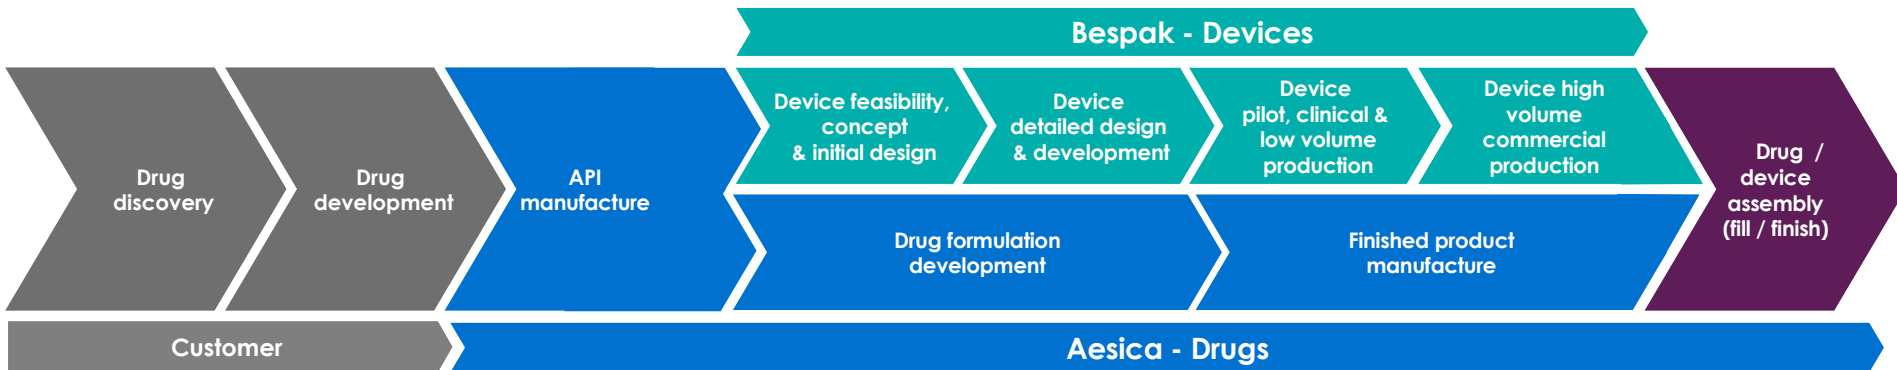 Bespak - Devices
Drug
discovery
Drug
development
API
manufacture
Device feasibility,
concept
& initial design
Device
detailed design
& development
Device
pilot, clinical &
low volume
production
Device high
volume
commercial
production
Drug formulation
development
Finished product
manufacture
Drug /
device
assembly
(fill / finish)
Customer
Aesica - Drugs